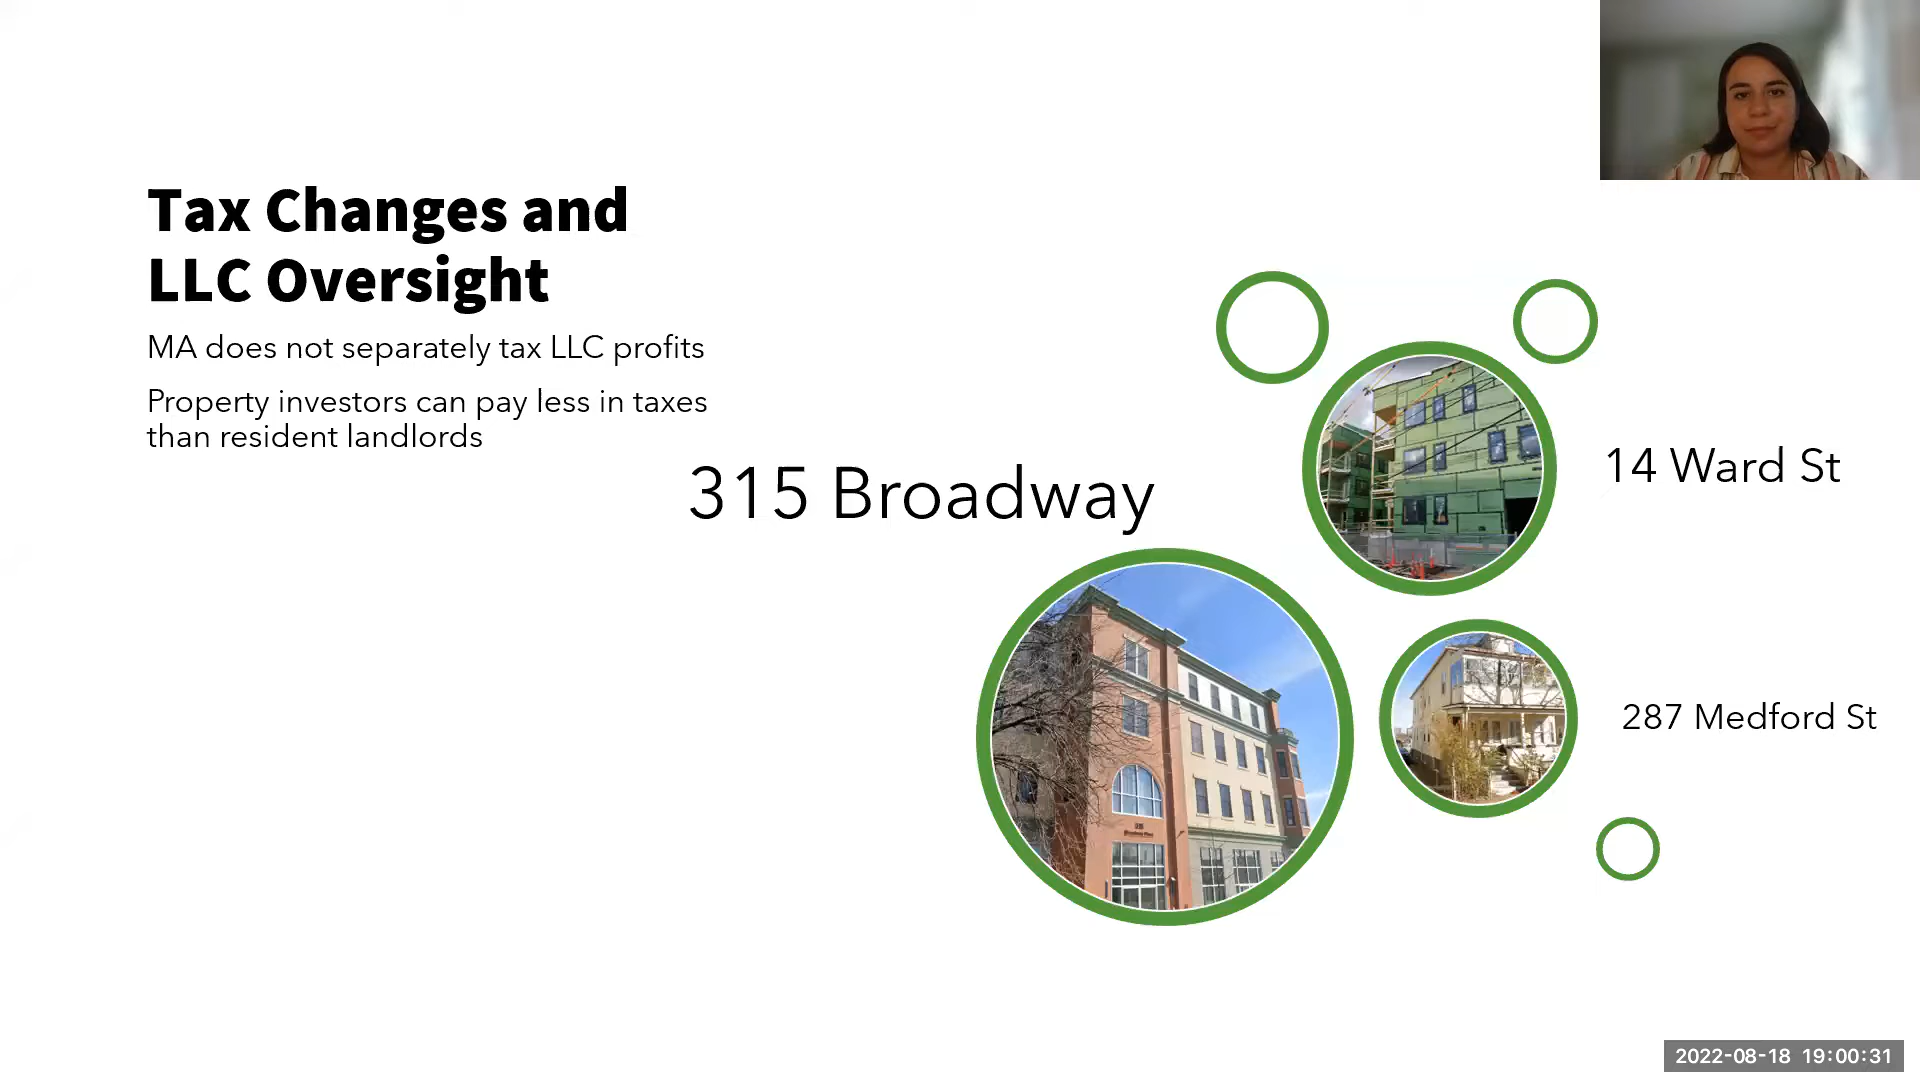 Tax Changes and
LLC Oversight
MA does not separately tax LLC profits
Property investors can pay less in taxes
than resident landlords
315 Broadway
14 Ward St
287 Medford St
315
2022-08-18 19:00:31